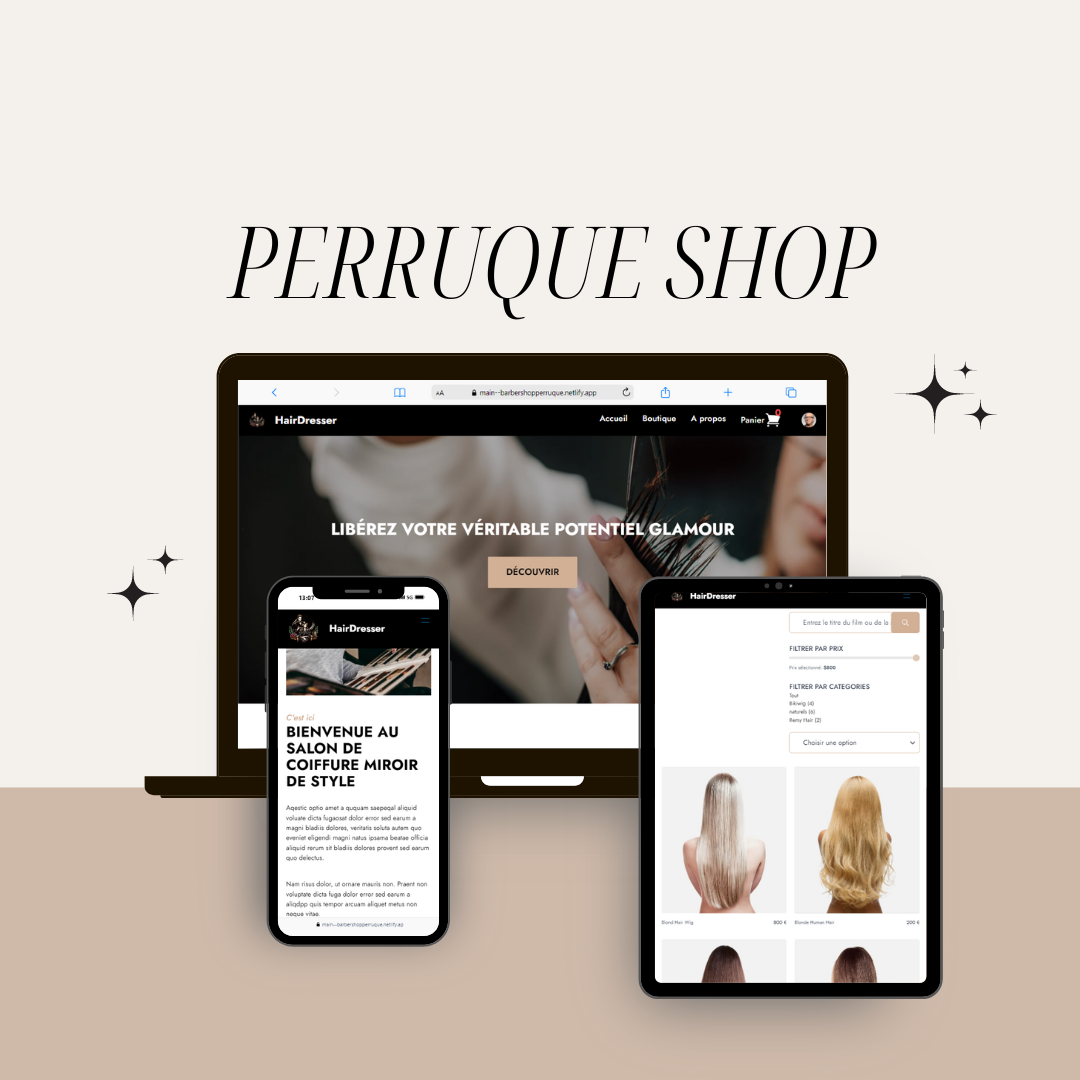 PERRUQUE SHOP
AA main--barbershopperruque.netlify.app
HairDresser Accueil Boutique A propos Panier 0
LIBÉREZ VOTRE VÉRITABLE POTENTIEL GLAMOUR
DÉCOUVRIR
13:07 5G
HairDresser
C'est ici
BIENVENUE AU
SALON DE
COIFFURE MIROIR
DE STYLE
Aqestic optio amet a ququam saepeqal aliquid
voluate dicta fugaosat dolor error sed earum a
magni bladiis dolores, veritatis soluta autem quo
eveniet eligendi magni natus ipsama beatae officia
aliquid rerum sit bladiis dolores provent sed earum
quo delectus.
Nam risus dolor, ut ornare mauris non. Praent non
voluptate dicta fuga dolor error sed earum a
aliqdpp quis tempor arcuam aliquet metus non
neque vitae.
main--barbershopperruque.netlify.ap
HairDresser
Entrez le titre du film ou de la
FILTRER PAR PRIX
Prix sélectionné: $800
FILTRER PAR CATEGORIES
Tout
Bikiwig (4)
naturels (6)
Remy Hair (2)
Choisir une option
Blond Hair Wig 800 €
Blonde Human Hair 200 €